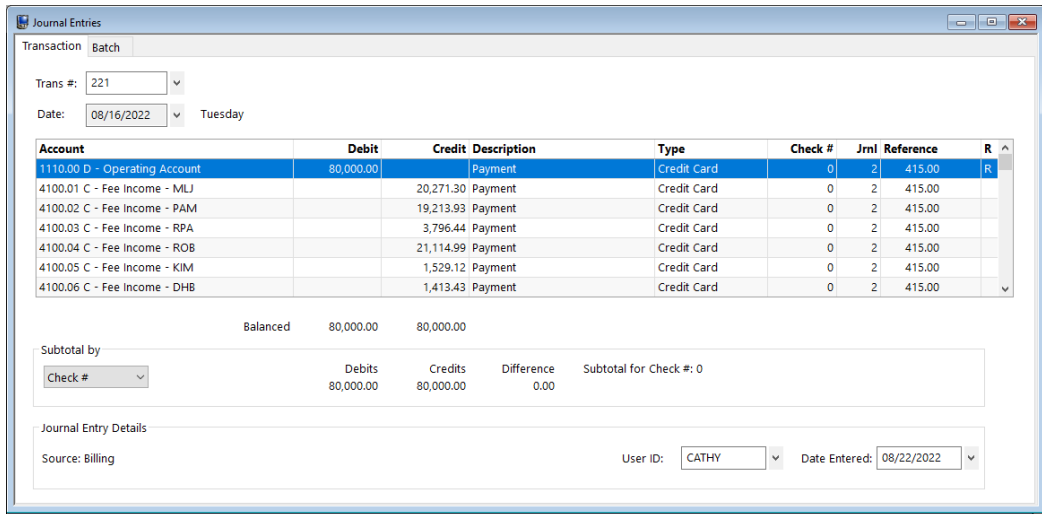 Journal Entries
Transaction Batch
Trans #: 221
Date: 08/16/2022 Tuesday
Account Debit Credit Description Type Check # Jrnl Reference R
1110.00 D - Operating Account 80,000.00 Payment Credit Card 0 2 415.00 R
4100.01 C - Fee Income - MLJ 20,271.30 Payment Credit Card 0 2 415.00
4100.02 C - Fee Income - PAM 19,213.93 Payment Credit Card 0 2 415.00
4100.03 C - Fee Income - RPA 3,796.44 Payment Credit Card 0 2 415.00
4100.04 C - Fee Income - ROB 21,114.99 Payment Credit Card 0 2 415.00
4100.05 C - Fee Income - KIM 1,529.12 Payment Credit Card 0 2 415.00
4100.06 C - Fee Income - DHB 1,413.43 Payment Credit Card 0 2 415.00
Balanced 80,000.00 80,000.00
Subtotal by
Check # Debits Credits Difference Subtotal for Check #: 0
80,000.00 80,000.00 0.00
Journal Entry Details
Source: Billing User ID: CATHY Date Entered: 08/22/2022